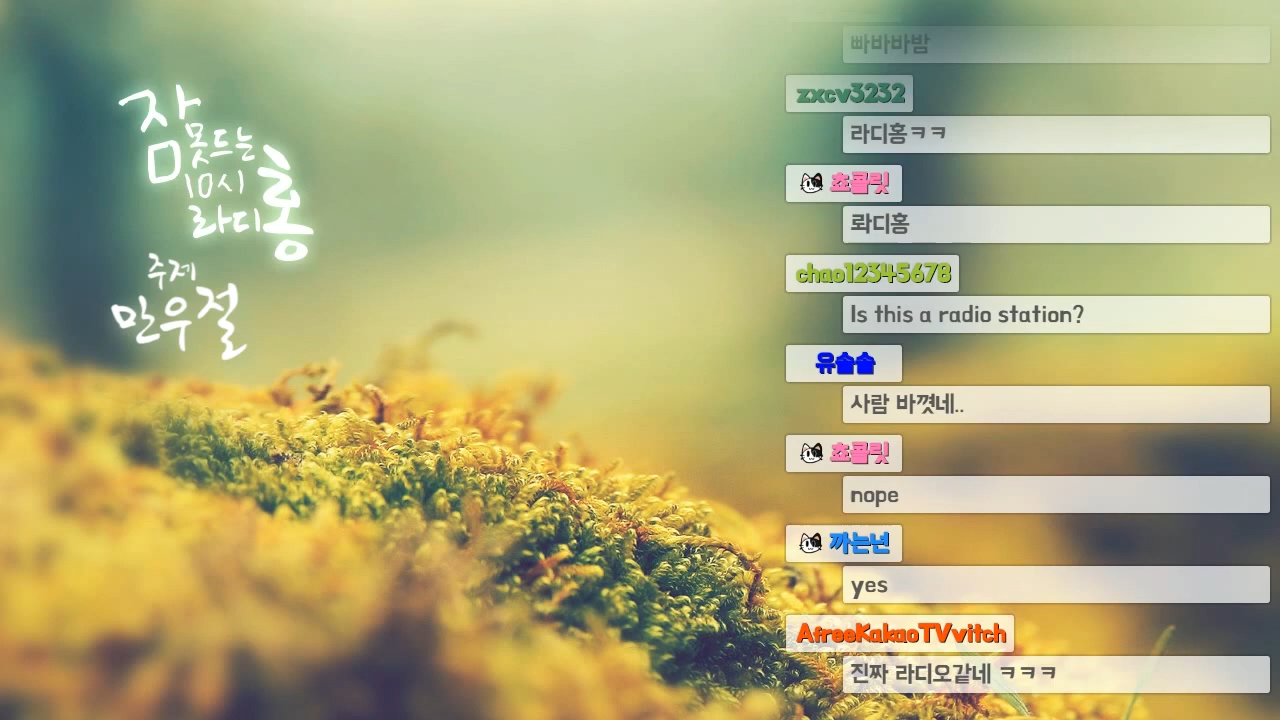 잠
못드는
10시
라디홍
주제
만우절
빠바바밤
zxcv3232
라디홍ㅋㅋ
쵸콜릿
롸디홍
chao12345678
Is this a radio station?
유솔솔
사람 바꼇네..
쵸콜릿
nope
까는년
yes
AfreeKakaoTVvitch
진짜 라디오같네 ㅋㅋㅋ